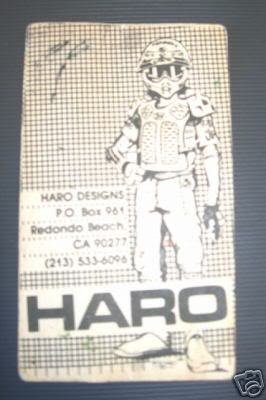 HARO DESIGNS
P.O. Box 961
Redondo Beach,
CA 90277
(213) 533-6096
HARO